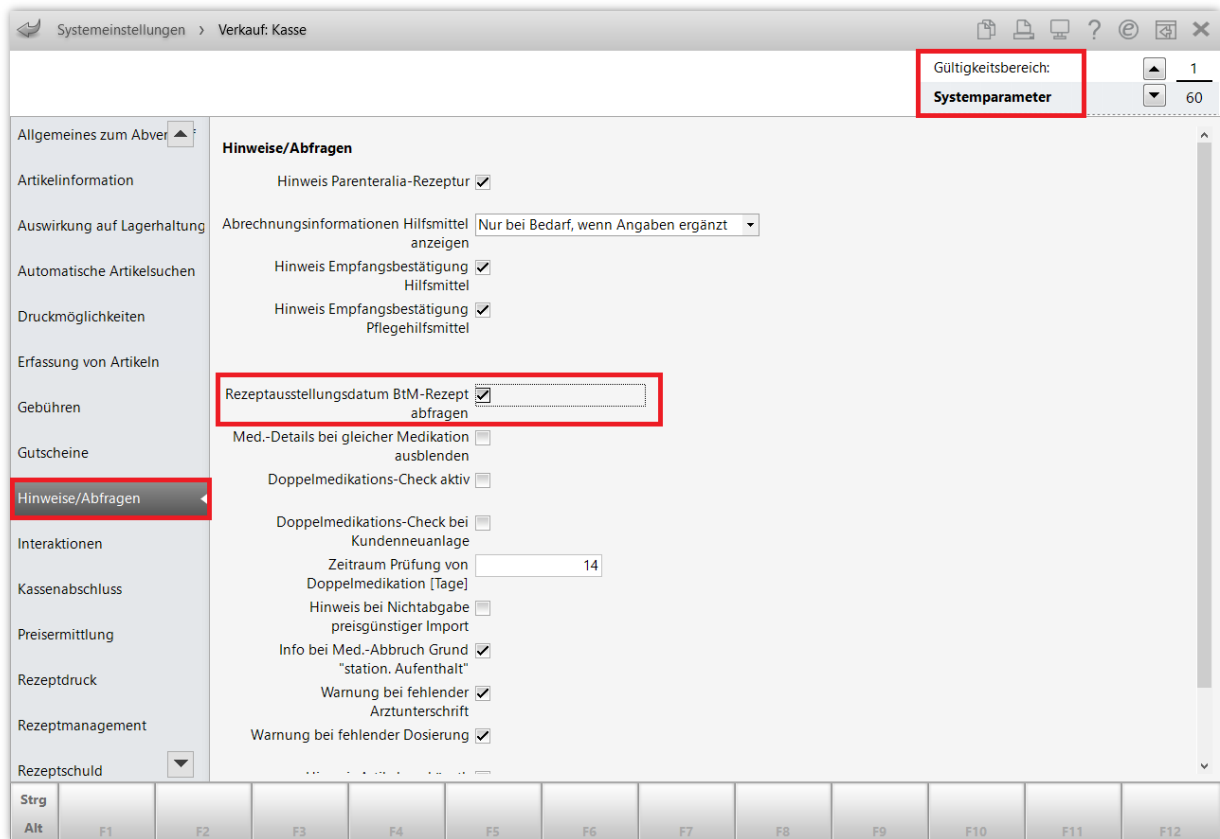 Systemeinstellungen > Verkauf: Kasse
Gültigkeitsbereich: 1
Systemparameter 60
Allgemeines zum
Artikelinformation
Auswirkung auf Lagerhaltung
Automatische Artikelsuchen
Druckmöglichkeiten
Erfassung von Artikeln
Gebühren
Gutscheine
Hinweise/Abfragen
Interaktionen
Kassenabschluss
Preisermittlung
Rezeptdruck
Rezeptmanagement
Rezeptschuld
Hinweise/Abfragen
Hinweis Parenteralia-Rezeptur
Abrechnungsinformationen Hilfsmittel Nur bei Bedarf, wenn Angaben ergänzt
anzeigen
Hinweis Empfangsbestätigung
Hilfsmittel
Hinweis Empfangsbestätigung
Pflegehilfsmittel
Rezeptausstellungsdatum BtM-Rezept
abfragen
Med.-Details bei gleicher Medikation
ausblenden
Doppelmedikations-Check aktiv
Doppelmedikations-Check bei
Kundenneuanlage
Zeitraum Prüfung von 14
Doppelmedikation [Tage]
Hinweis bei Nichtabgabe
preisgünstiger Import
Info bei Med.-Abbruch Grund
"station. Aufenthalt"
Warnung bei fehlender
Arztunterschrift
Warnung bei fehlender Dosierung
Strg
Alt F1 F2 F3 F4 F5 F6 F7 F8 F9 F10 F11 F12